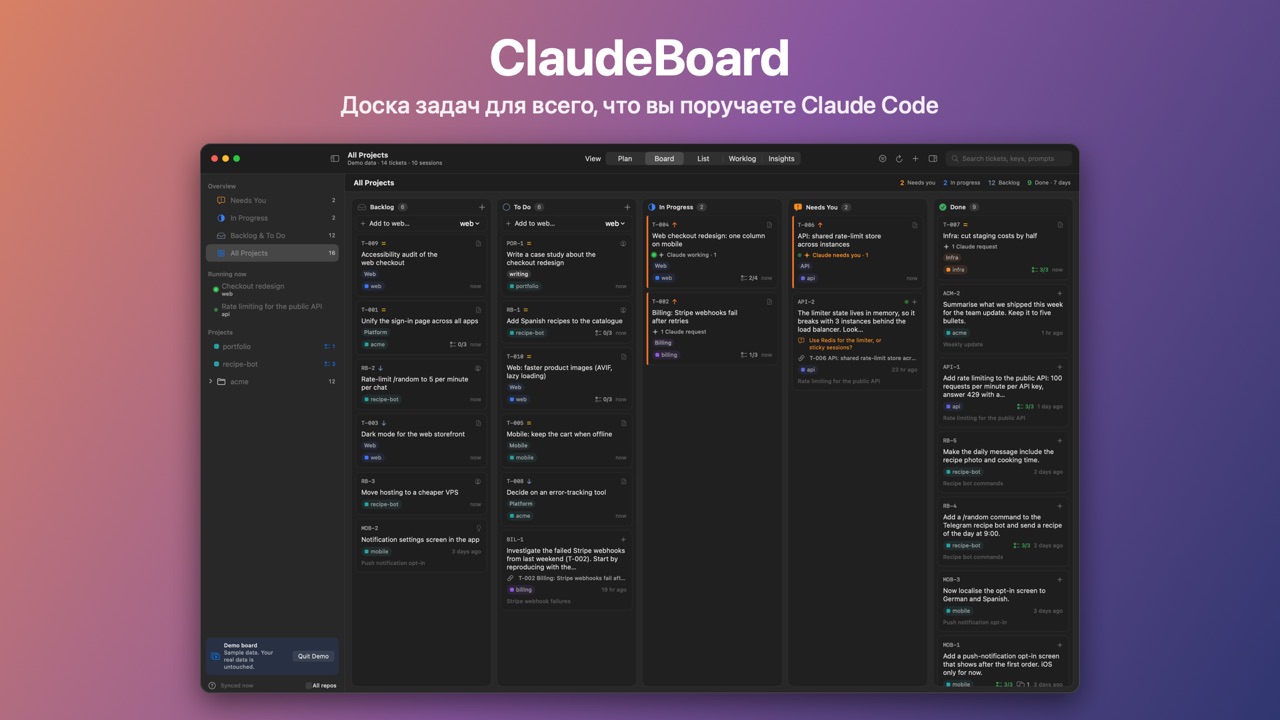 ClaudeBoard
Доска задач для всего, что вы поручаете Claude Code
All Projects
Demo data · 14 tickets · 10 sessions
View
Plan
Board
List
Worklog
Insights
Search tickets, keys, prompts
Overview
Needs You 2
In Progress 2
Backlog & To Do 12
All Projects 16
Running now
Checkout redesign
web
Rate limiting for the public API
api
Projects
portfolio 1
recipe-bot 3
acme 12
Demo board
Sample data. Your
real data is
untouched.
Quit Demo
Synced now
All repos
All Projects
2 Needs you 2 In progress 12 Backlog 9 Done · 7 days
Backlog 6
Add to web... web
T-009
Accessibility audit of the
web checkout
Web
web now
T-001
Unify the sign-in page across all apps
Platform
acme 0/3 now
RB-2
Rate-limit /random to 5 per minute
per chat
recipe-bot now
T-003
Dark mode for the web storefront
Web
web now
RB-3
Move hosting to a cheaper VPS
recipe-bot now
MOB-2
Notification settings screen in the app
mobile 3 days ago
Push notification opt-in
To Do 6
Add to web... web
POR-1
Write a case study about the
checkout redesign
writing
portfolio now
RB-1
Add Spanish recipes to the catalogue
recipe-bot 0/3 now
T-010
Web: faster product images (AVIF,
lazy loading)
Web
web 0/3 now
T-005
Mobile: keep the cart when offline
Mobile
mobile now
T-008
Decide on an error-tracking tool
Platform
acme now
BIL-1
Investigate the failed Stripe webhooks
from last weekend (T-002). Start by
reproducing with the...
T-002 Billing: Stripe webhooks fail aft...
billing 19 hr ago
Stripe webhook failures
In Progress 2
T-004
Web checkout redesign: one column
on mobile
Claude working · 1
Web
web 2/4 now
T-002
Billing: Stripe webhooks fail
after retries
1 Claude request
Billing
billing 1/3 now
Needs You 2
T-006
API: shared rate-limit store
across instances
Claude needs you · 1
API
api now
API-2
The limiter state lives in memory, so it
breaks with 3 instances behind the
load balancer. Look...
Use Redis for the limiter, or
sticky sessions?
T-006 API: shared rate-limit store acr...
api 23 hr ago
Rate limiting for the public API
Done 9
T-007
Infra: cut staging costs by half
1 Claude request
Infra
infra 3/3 now
ACM-2
Summarise what we shipped this week
for the team update. Keep it to five
bullets.
acme 1 hr ago
Weekly update
API-1
Add rate limiting to the public API: 100
requests per minute per API key,
answer 429 with a...
api 3/3 1 day ago
Rate limiting for the public API
RB-5
Make the daily message include the
recipe photo and cooking time.
recipe-bot 2 days ago
Recipe bot commands
RB-4
Add a /random command to the
Telegram recipe bot and send a recipe
of the day at 9:00.
recipe-bot 3/3 3 days ago
Recipe bot commands
MOB-3
Now localise the opt-in screen to
German and Spanish.
mobile 3 days ago
Push notification opt-in
MOB-1
Add a push-notification opt-in screen
that shows after the first order. iOS
only for now.
mobile 3/3 1 3 days ago